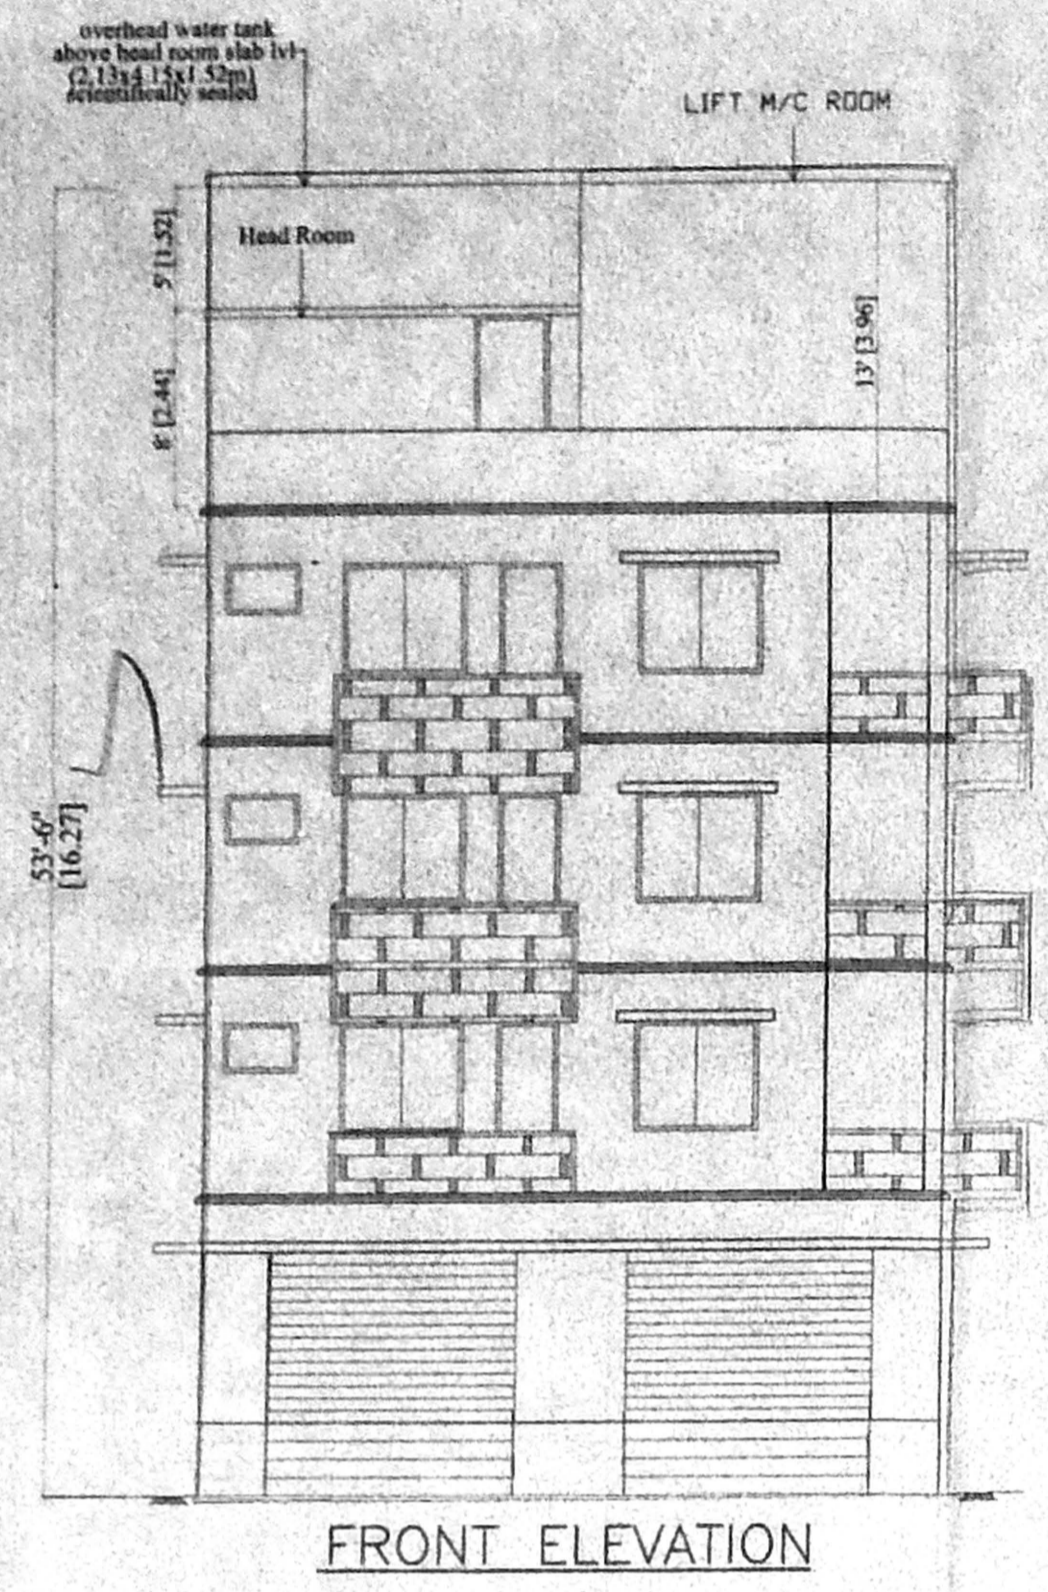 overhead water tank
above head room slab lvl
(2.13x4.15x1.52m)
scientifically sealed
LIFT M/C ROOM
Head Room
5' [1.52]
8' [2.44]
13' [3.96]
53'-6"
[16.27]
FRONT ELEVATION